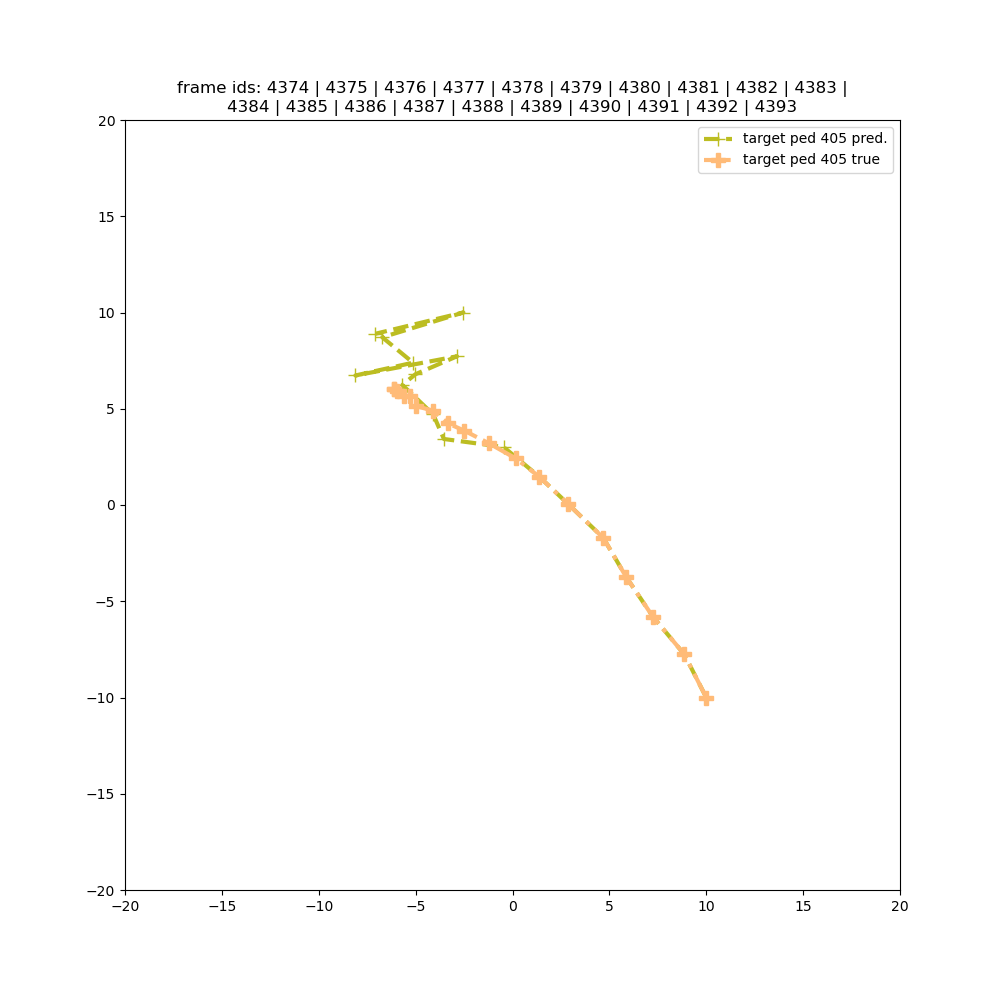 frame ids: 4374 | 4375 | 4376 | 4377 | 4378 | 4379 | 4380 | 4381 | 4382 | 4383 |
4384 | 4385 | 4386 | 4387 | 4388 | 4389 | 4390 | 4391 | 4392 | 4393
target ped 405 pred.
target ped 405 true
20
15
10
5
0
−5
−10
−15
−20
−20 −15 −10 −5 0 5 10 15 20